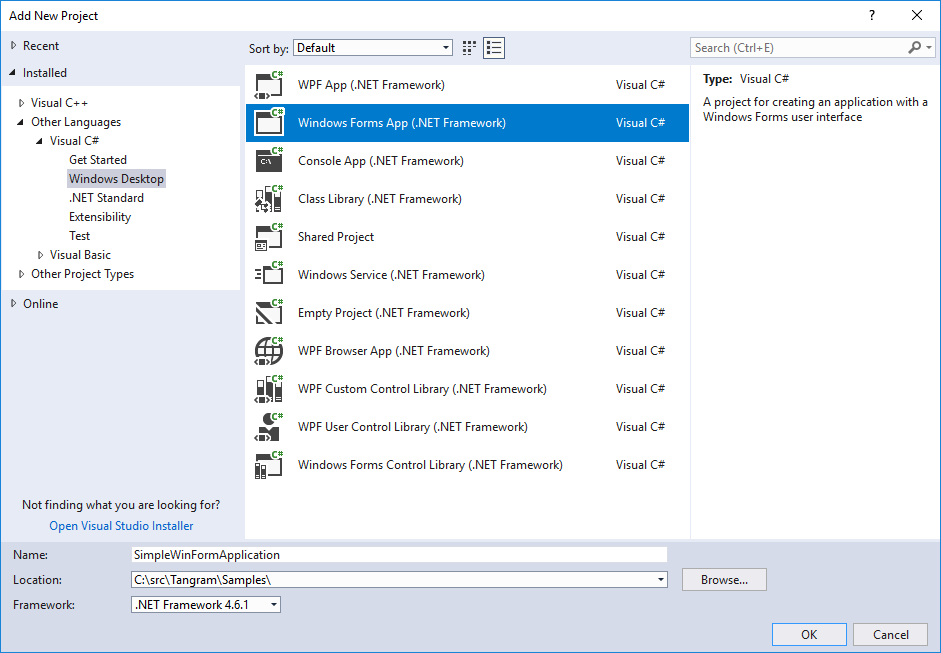 Add New Project
?
Recent
Installed
Visual C++
Other Languages
Visual C#
Get Started
Windows Desktop
.NET Standard
Extensibility
Test
Visual Basic
Other Project Types
Online
Not finding what you are looking for?
Open Visual Studio Installer
Sort by: Default
C# WPF App (.NET Framework) Visual C#
C# Windows Forms App (.NET Framework) Visual C#
C# C:\ Console App (.NET Framework) Visual C#
C# Class Library (.NET Framework) Visual C#
C# Shared Project Visual C#
C# Windows Service (.NET Framework) Visual C#
C# Empty Project (.NET Framework) Visual C#
C# WPF Browser App (.NET Framework) Visual C#
C# WPF Custom Control Library (.NET Framework) Visual C#
C# WPF User Control Library (.NET Framework) Visual C#
C# Windows Forms Control Library (.NET Framework) Visual C#
Search (Ctrl+E)
Type: Visual C#
A project for creating an application with a
Windows Forms user interface
Name: SimpleWinFormApplication
Location: C:\src\Tangram\Samples\ Browse...
Framework: .NET Framework 4.6.1
OK Cancel